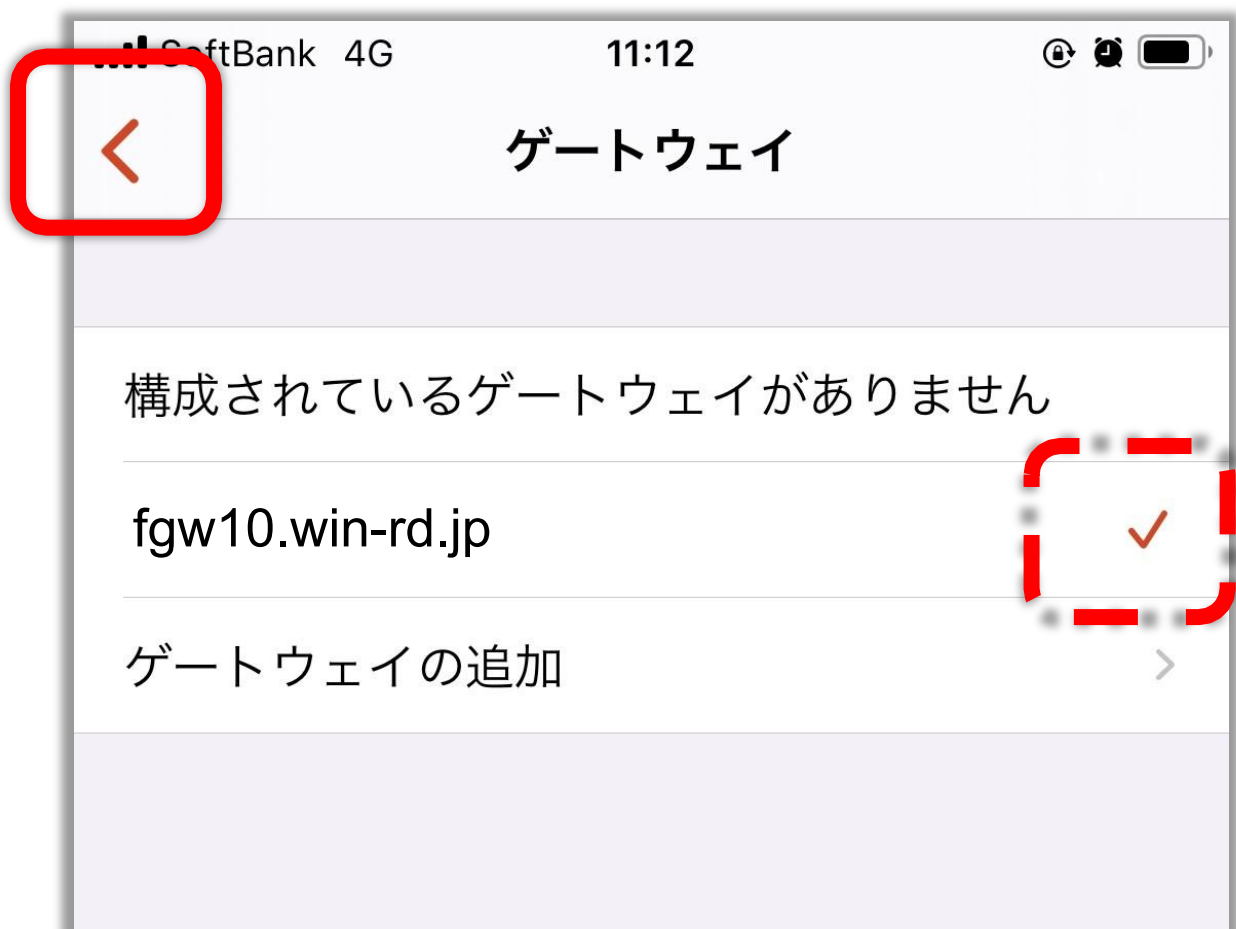 SoftBank 4G 11:12
ゲートウェイ
構成されているゲートウェイがありません
fgw10.win-rd.jp
ゲートウェイの追加